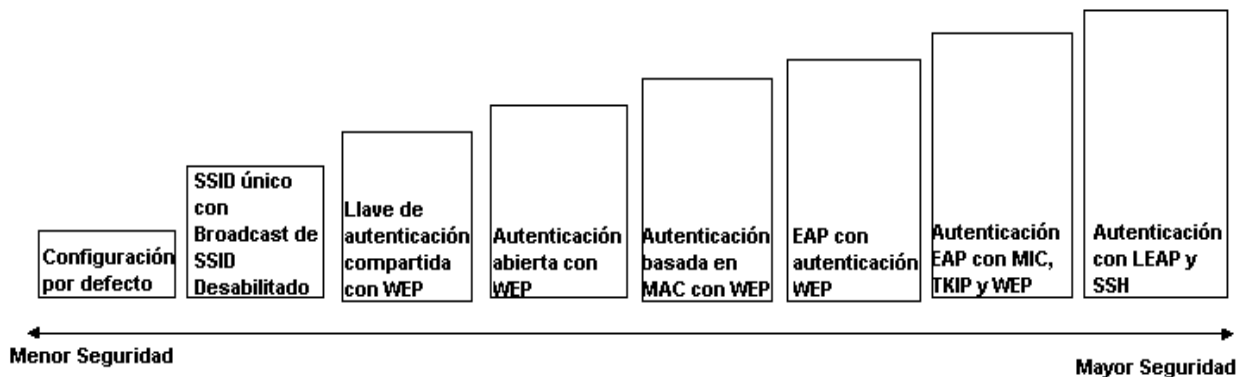 Configuración
por defecto
SSID único
con
Broadcast de
SSID
Desabilitado
Llave de
autenticación
compartida
con WEP
Autenticación
abierta con
WEP
Autenticación
basada en
MAC con WEP
EAP con
autenticación
WEP
Autenticación
EAP con MIC,
TKIP y WEP
Autenticación
con LEAP y
SSH
Menor Seguridad
Mayor Seguridad